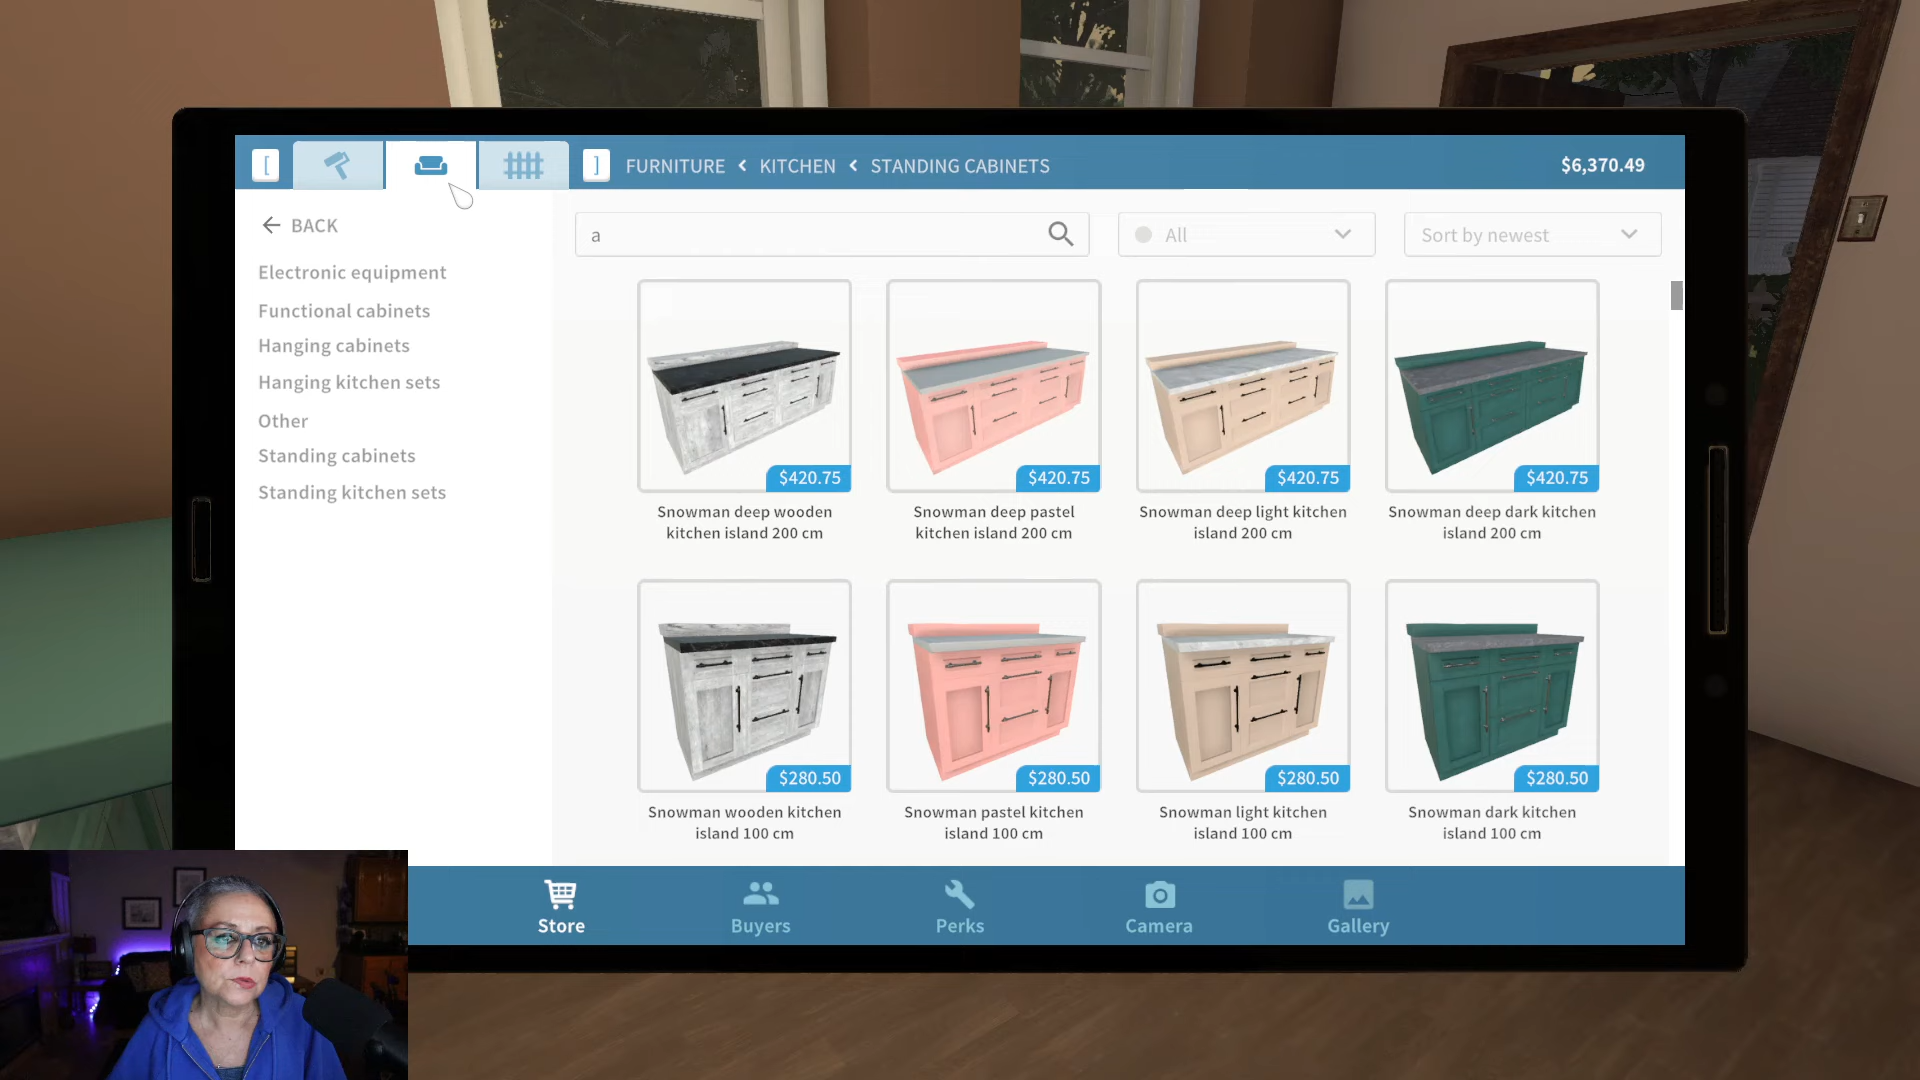 [ ] FURNITURE < KITCHEN < STANDING CABINETS $6,370.49
BACK
Electronic equipment
Functional cabinets
Hanging cabinets
Hanging kitchen sets
Other
Standing cabinets
Standing kitchen sets
a
All
Sort by newest
$420.75
$420.75
$420.75
$420.75
Snowman deep wooden
kitchen island 200 cm
Snowman deep pastel
kitchen island 200 cm
Snowman deep light kitchen
island 200 cm
Snowman deep dark kitchen
island 200 cm
$280.50
$280.50
$280.50
$280.50
Snowman wooden kitchen
island 100 cm
Snowman pastel kitchen
island 100 cm
Snowman light kitchen
island 100 cm
Snowman dark kitchen
island 100 cm
Store
Buyers
Perks
Camera
Gallery